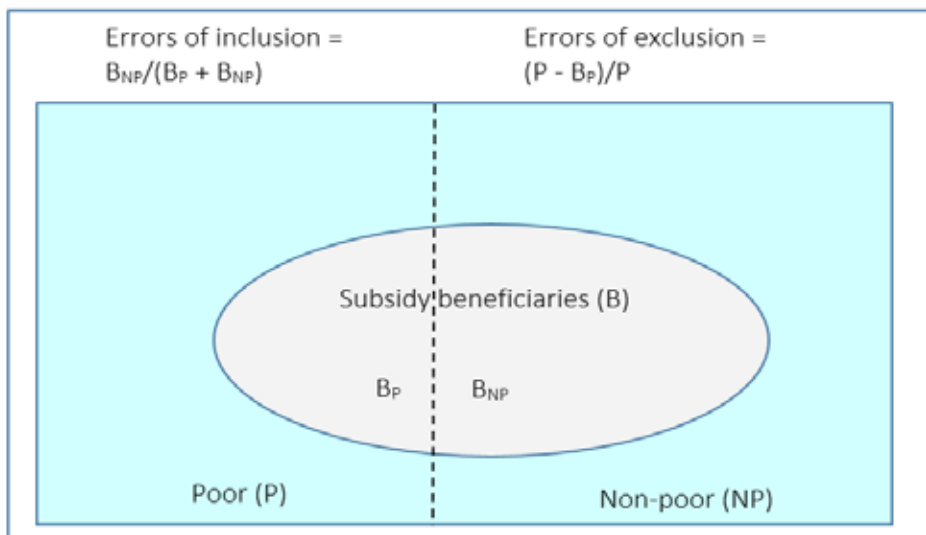 Errors of inclusion =
B_NP/(B_P + B_NP)
Errors of exclusion =
(P - B_P)/P
Subsidy beneficiaries (B)
B_P
B_NP
Poor (P)
Non-poor (NP)